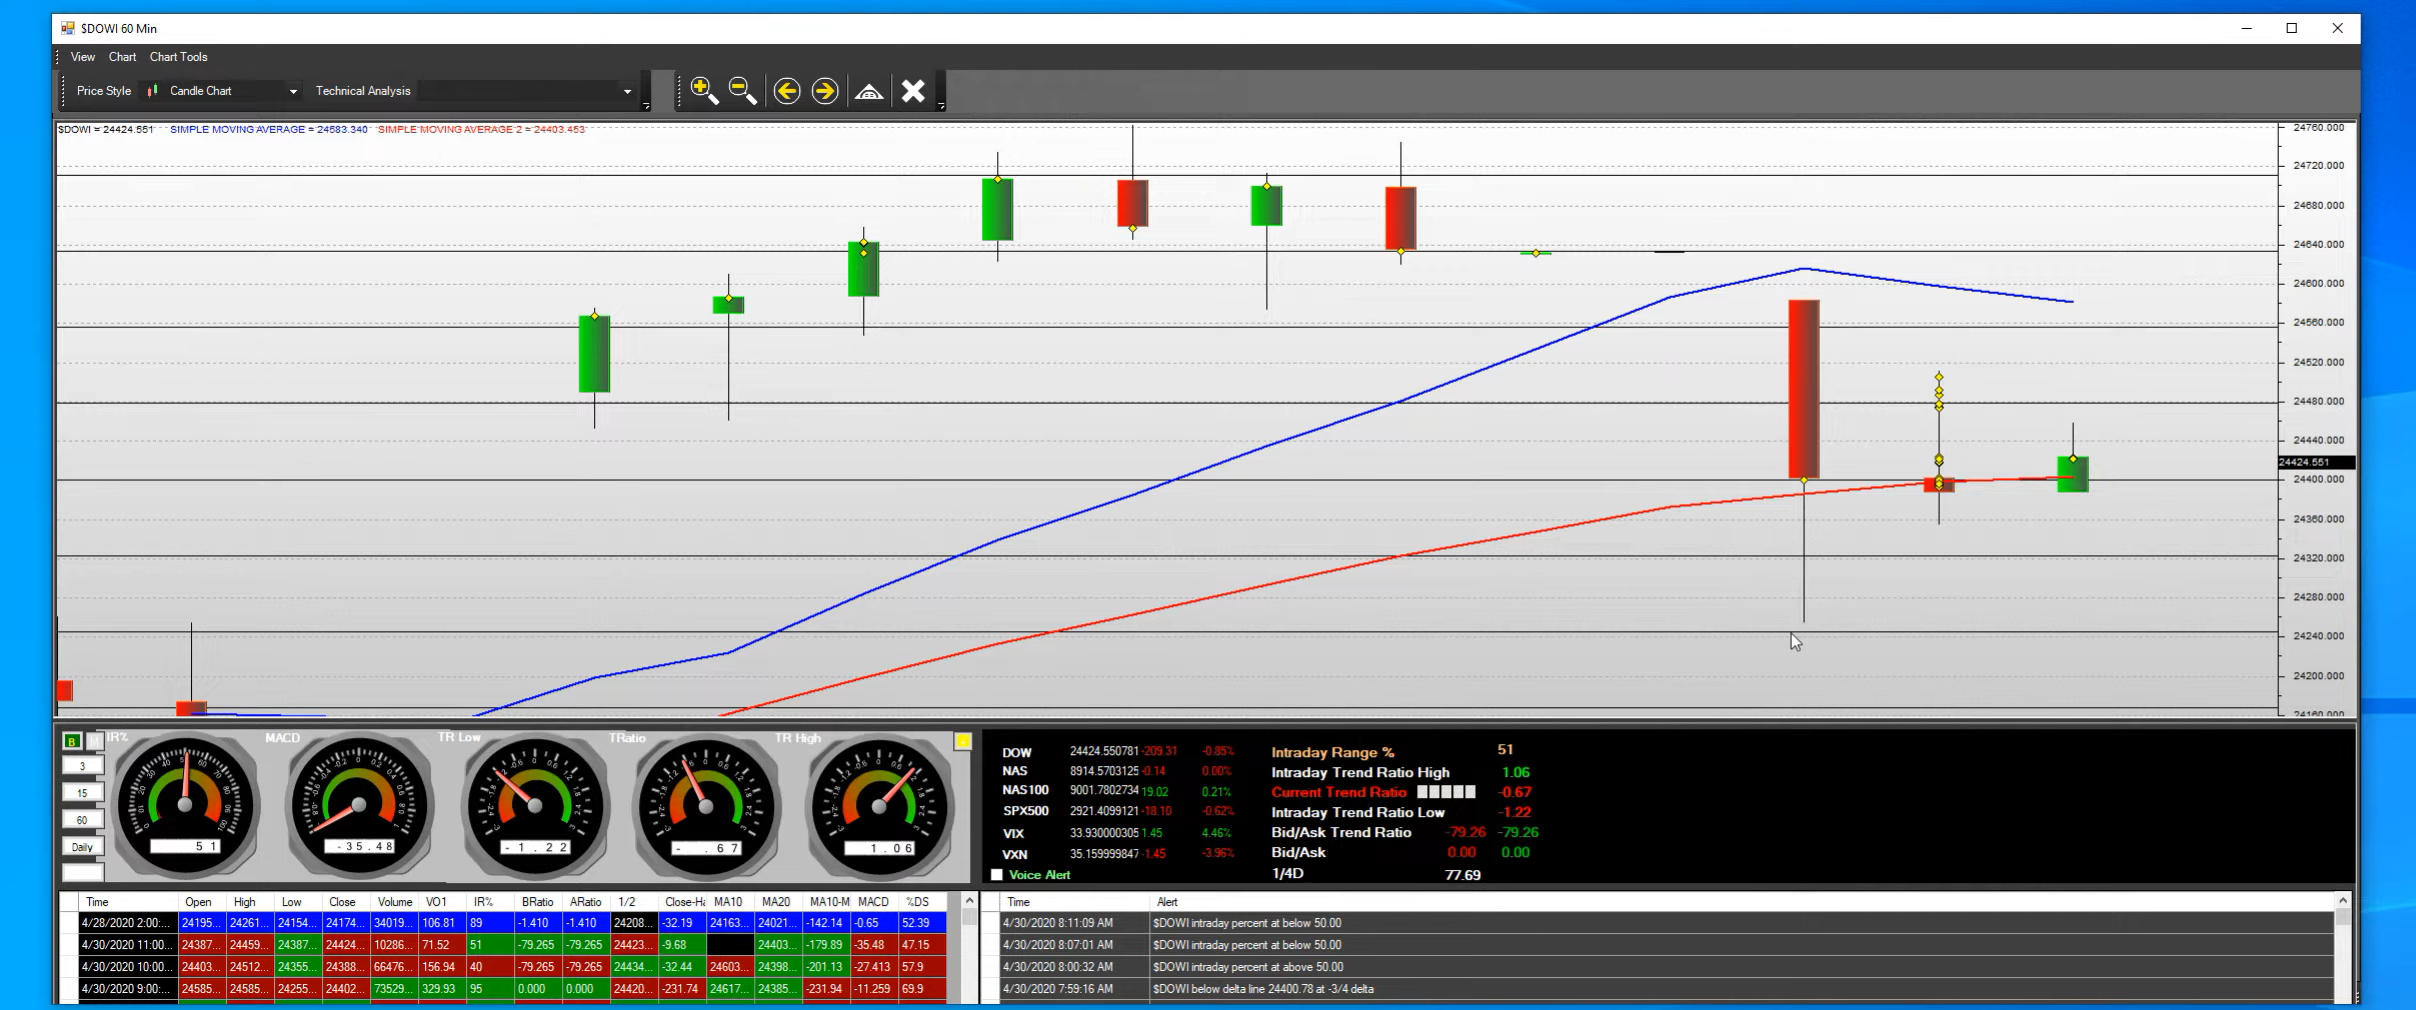 $DOWI 60 Min
View Chart Chart Tools
Price Style Candle Chart Technical Analysis
$DOWI = 24424.551 SIMPLE MOVING AVERAGE = 24583.340 SIMPLE MOVING AVERAGE 2 = 24403.453
24760.000
24720.000
24680.000
24640.000
24600.000
24560.000
24520.000
24480.000
24440.000
24424.551
24400.000
24360.000
24320.000
24280.000
24240.000
24200.000
24160.000
B M IR% MACD TR Low TRatio TR High
3
15
60
Daily
51 -35.48 -1.22 - .67 1.06
DOW 24424.550781 -209.31 -0.85%
NAS 8914.5703125 -0.14 0.00%
NAS100 9001.7802734 19.02 0.21%
SPX500 2921.4099121 -18.10 -0.62%
VIX 33.930000305 1.45 4.46%
VXN 35.159999847 -1.45 -3.96%
Voice Alert
Intraday Range % 51
Intraday Trend Ratio High 1.06
Current Trend Ratio -0.67
Intraday Trend Ratio Low -1.22
Bid/Ask Trend Ratio -79.26 -79.26
Bid/Ask 0.00 0.00
1/4D 77.69
Time Open High Low Close Volume VO1 IR% BRatio ARatio 1/2 Close-Ha MA10 MA20 MA10-M MACD %DS
4/28/2020 2:00:... 24195... 24261... 24154... 24174... 34019... 106.81 89 -1.410 -1.410 24208... -32.19 24163... 24021... -142.14 -0.65 52.39
4/30/2020 11:00... 24387... 24459... 24387... 24424... 10286... 71.52 51 -79.265 -79.265 24423... -9.68 24403... -179.89 -35.48 47.15
4/30/2020 10:00... 24403... 24512... 24355... 24388... 66476... 156.94 40 -79.265 -79.265 24434... -32.44 24603... 24398... -201.13 -27.413 57.9
4/30/2020 9:00:... 24585... 24585... 24255... 24402... 73529... 329.93 95 0.000 0.000 24420... -231.74 24617... 24385... -231.94 -11.259 69.9
Time Alert
4/30/2020 8:11:09 AM $DOWI intraday percent at below 50.00
4/30/2020 8:07:01 AM $DOWI intraday percent at below 50.00
4/30/2020 8:00:32 AM $DOWI intraday percent at above 50.00
4/30/2020 7:59:16 AM $DOWI below delta line 24400.78 at -3/4 delta